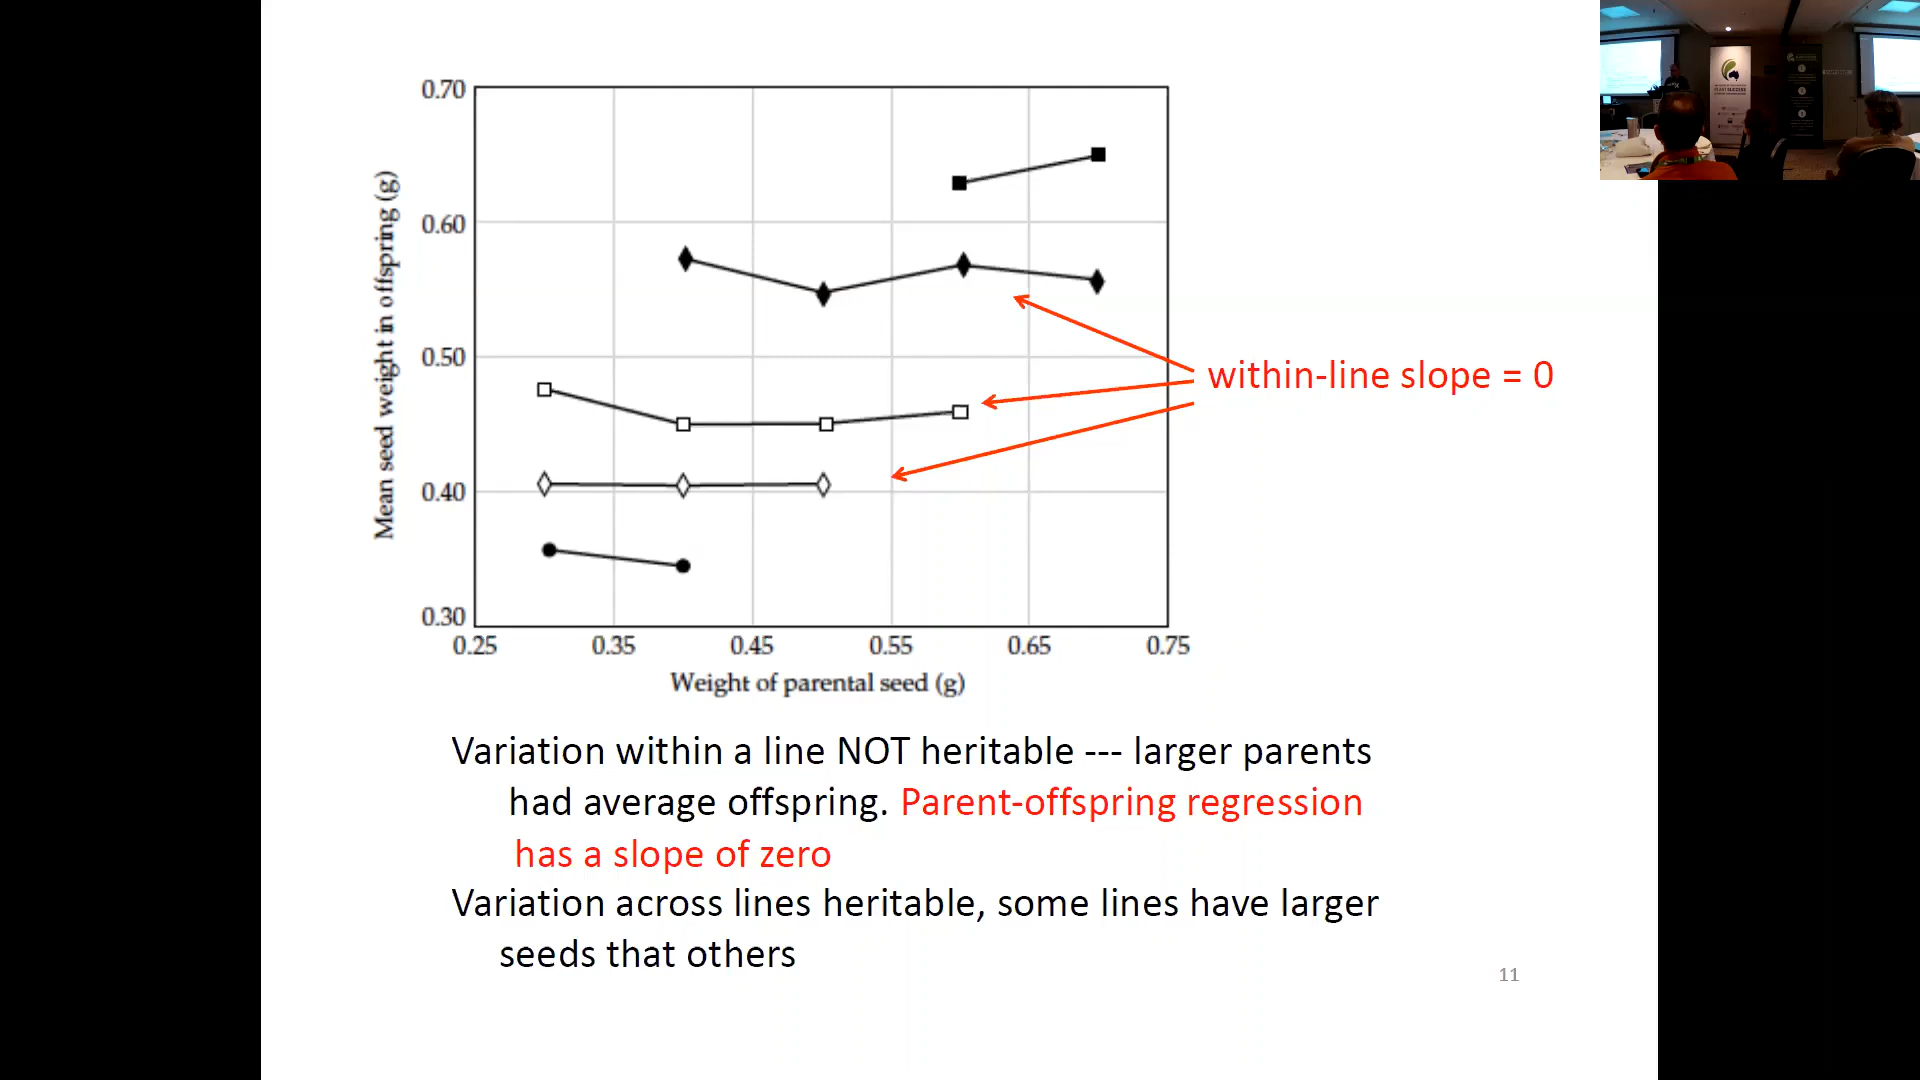 0.70
0.60
0.50
0.40
0.30
Mean seed weight in offspring (g)
0.25 0.35 0.45 0.55 0.65 0.75
Weight of parental seed (g)
within-line slope = 0
Variation within a line NOT heritable --- larger parents
had average offspring. Parent-offspring regression
has a slope of zero
Variation across lines heritable, some lines have larger
seeds that others
11
PLANT SUCCESS